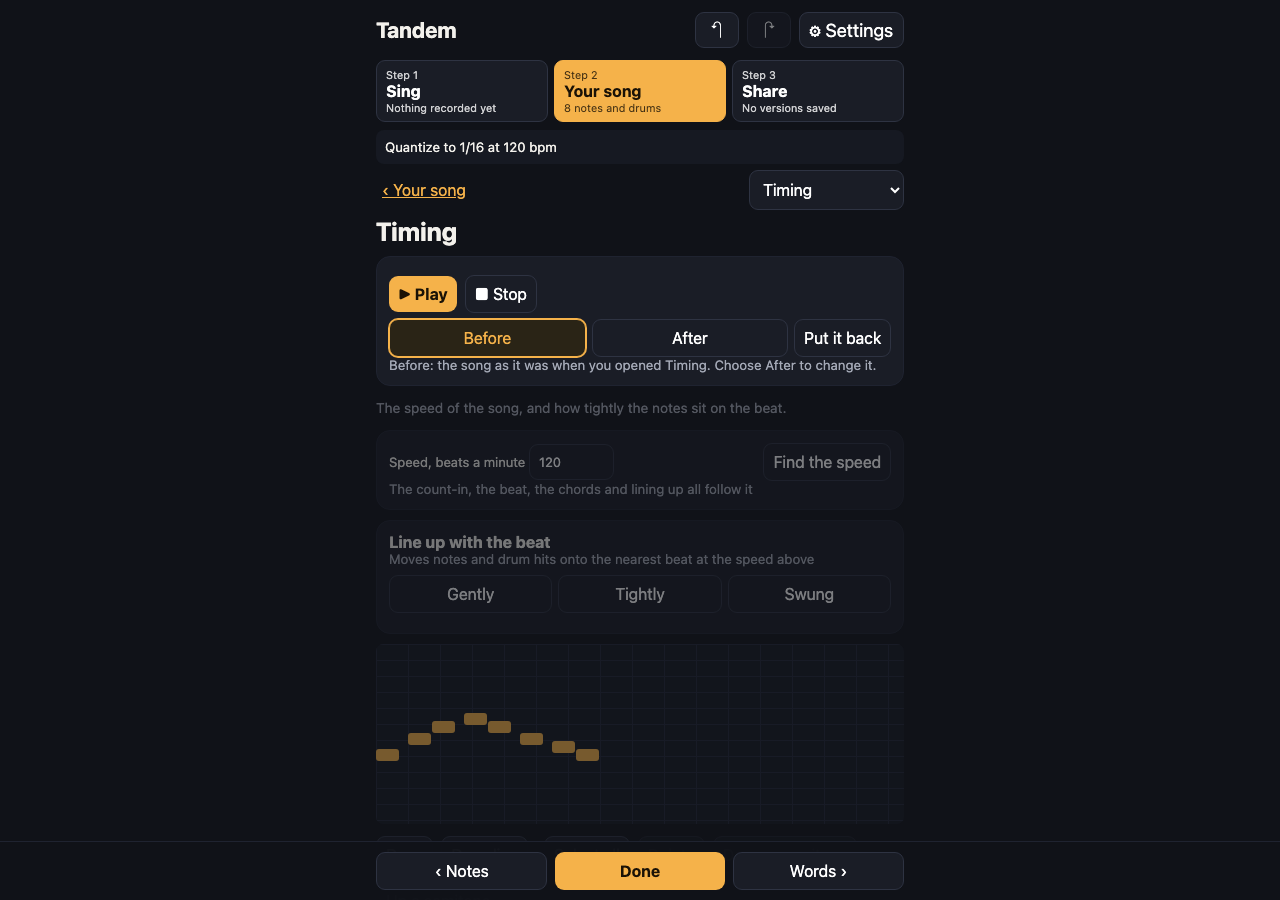 Tandem
⚙ Settings
Step 1
Sing
Nothing recorded yet
Step 2
Your song
8 notes and drums
Step 3
Share
No versions saved
Quantize to 1/16 at 120 bpm
‹ Your song
Timing
Timing
Play
Stop
Before
After
Put it back
Before: the song as it was when you opened Timing. Choose After to change it.
The speed of the song, and how tightly the notes sit on the beat.
Speed, beats a minute
120
Find the speed
The count-in, the beat, the chords and lining up all follow it
Line up with the beat
Moves notes and drum hits onto the nearest beat at the speed above
Gently
Tightly
Swung
‹ Notes
Done
Words ›